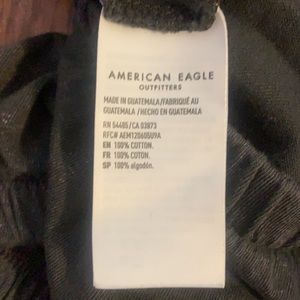 AMERICAN EAGLE
OUTFITTERS
MADE IN GUATEMALA/FABRIQUÉ AU
GUATEMALA /HECHO EN GUATEMALA
RN 54485/CA 03873
RFC# AEM120605U9A
EN 100% COTTON.
FR: 100% COTON.
SP 100% algodón.